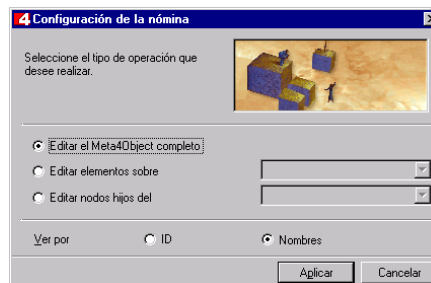 4 Configuración de la nómina
Seleccione el tipo de operación que
desee realizar.
Editar el Meta4Object completo
Editar elementos sobre
Editar nodos hijos del
Ver por ID Nombres
Aplicar Cancelar